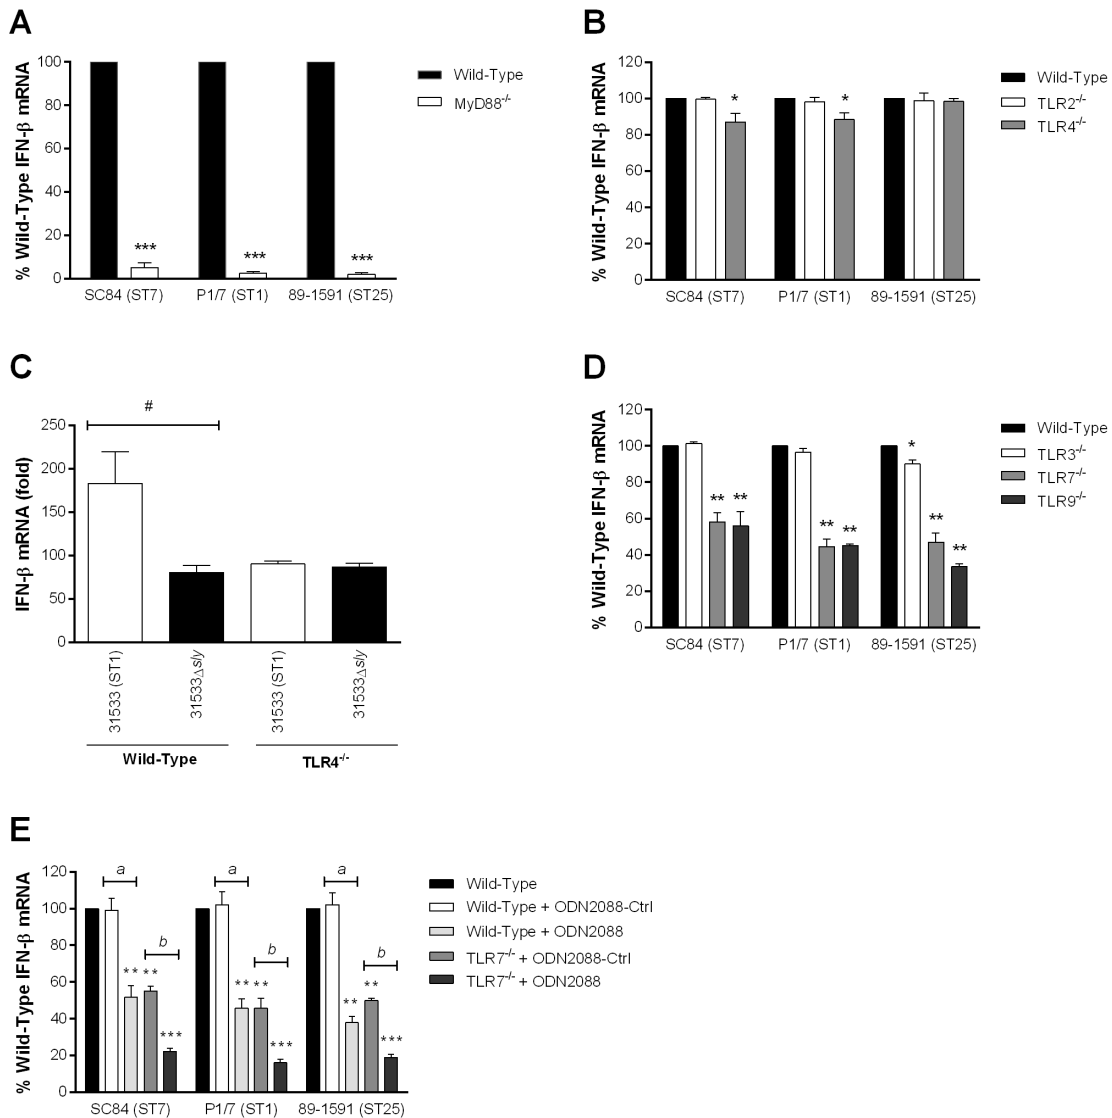 A
% Wild-Type IFN-β mRNA
100
80
60
40
20
0
***
***
***
SC84 (ST7)
P1/7 (ST1)
89-1591 (ST25)
Wild-Type
MyD88-/-
B
% Wild-Type IFN-β mRNA
120
100
80
60
40
20
0
*
*
SC84 (ST7)
P1/7 (ST1)
89-1591 (ST25)
Wild-Type
TLR2-/-
TLR4-/-
C
IFN-β mRNA (fold)
250
200
150
100
50
0
#
31533 (ST1)
31533Δsly
31533 (ST1)
31533Δsly
Wild-Type
TLR4-/-
D
% Wild-Type IFN-β mRNA
120
100
80
60
40
20
0
**
**
**
**
*
**
**
SC84 (ST7)
P1/7 (ST1)
89-1591 (ST25)
Wild-Type
TLR3-/-
TLR7-/-
TLR9-/-
E
% Wild-Type IFN-β mRNA
120
100
80
60
40
20
0
a
b
**
**
***
a
b
**
**
***
a
b
**
**
***
SC84 (ST7)
P1/7 (ST1)
89-1591 (ST25)
Wild-Type
Wild-Type + ODN2088-Ctrl
Wild-Type + ODN2088
TLR7-/- + ODN2088-Ctrl
TLR7-/- + ODN2088